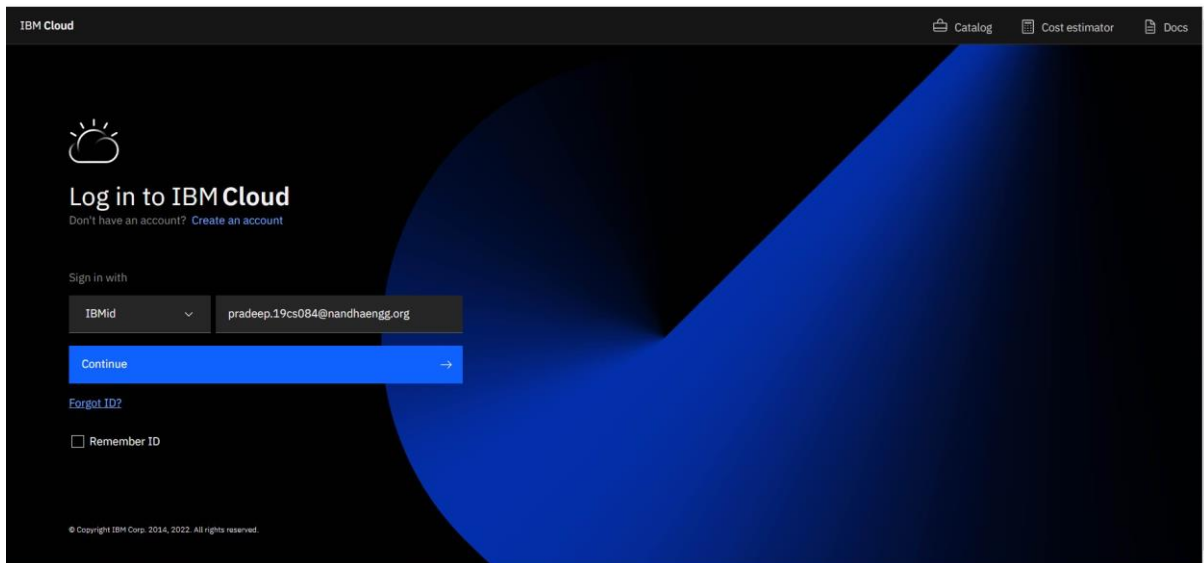 IBM Cloud
Catalog
Cost estimator
Docs
Log in to IBM Cloud
Don't have an account? Create an account
Sign in with
IBMid
pradeep.19cs084@nandhaengg.org
Continue
Forgot ID?
Remember ID
© Copyright IBM Corp. 2014, 2022. All rights reserved.